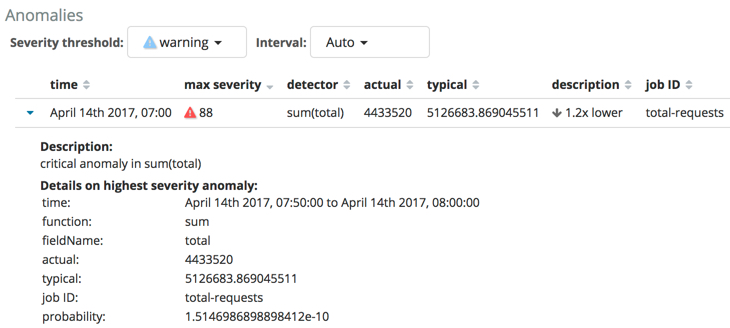 Anomalies
Severity threshold: warning Interval: Auto
time max severity detector actual typical description job ID
April 14th 2017, 07:00 88 sum(total) 4433520 5126683.869045511 1.2x lower total-requests
Description:
critical anomaly in sum(total)
Details on highest severity anomaly:
time: April 14th 2017, 07:50:00 to April 14th 2017, 08:00:00
function: sum
fieldName: total
actual: 4433520
typical: 5126683.869045511
job ID: total-requests
probability: 1.5146986898898412e-10